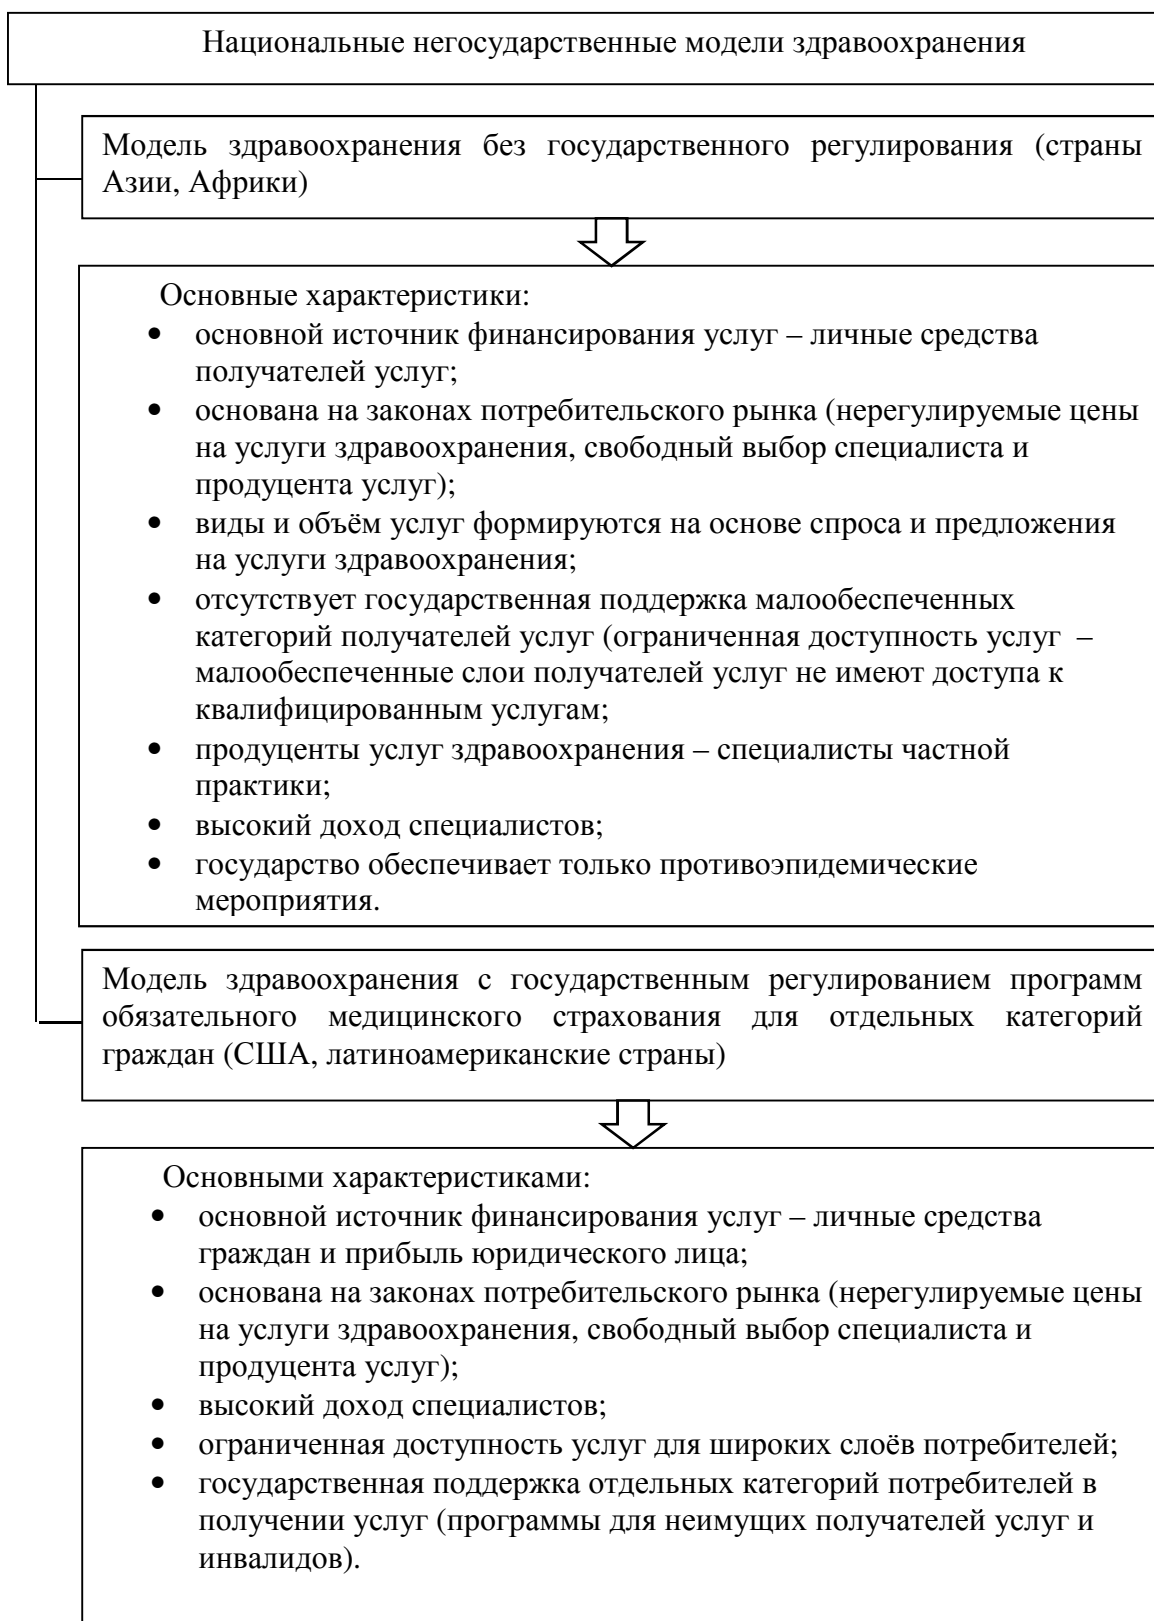 Национальные негосударственные модели здравоохранения
Модель здравоохранения без государственного регулирования (страны
Азии, Африки)
Основные характеристики:
• основной источник финансирования услуг – личные средства
получателей услуг;
• основана на законах потребительского рынка (нерегулируемые цены
на услуги здравоохранения, свободный выбор специалиста и
продуцента услуг);
• виды и объём услуг формируются на основе спроса и предложения
на услуги здравоохранения;
• отсутствует государственная поддержка малообеспеченных
категорий получателей услуг (ограниченная доступность услуг –
малообеспеченные слои получателей услуг не имеют доступа к
квалифицированным услугам;
• продуценты услуг здравоохранения – специалисты частной
практики;
• высокий доход специалистов;
• государство обеспечивает только противоэпидемические
мероприятия.
Модель здравоохранения с государственным регулированием программ
обязательного медицинского страхования для отдельных категорий
граждан (США, латиноамериканские страны)
Основными характеристиками:
• основной источник финансирования услуг – личные средства
граждан и прибыль юридического лица;
• основана на законах потребительского рынка (нерегулируемые цены
на услуги здравоохранения, свободный выбор специалиста и
продуцента услуг);
• высокий доход специалистов;
• ограниченная доступность услуг для широких слоёв потребителей;
• государственная поддержка отдельных категорий потребителей в
получении услуг (программы для неимущих получателей услуг и
инвалидов).